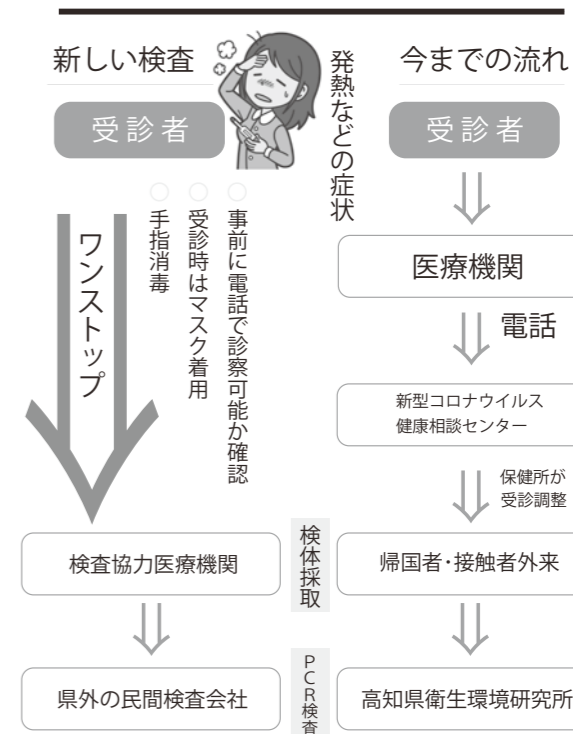 今までの流れ
受診者
医療機関
電話
新型コロナウイルス
健康相談センター
保健所が
受診調整
帰国者・接触者外来
高知県衛生環境研究所
発熱などの症状
検体採取
PCR検査
新しい検査
受診者
○事前に電話で診察可能か確認
○受診時はマスク着用
○手指消毒
ワンストップ
検査協力医療機関
県外の民間検査会社